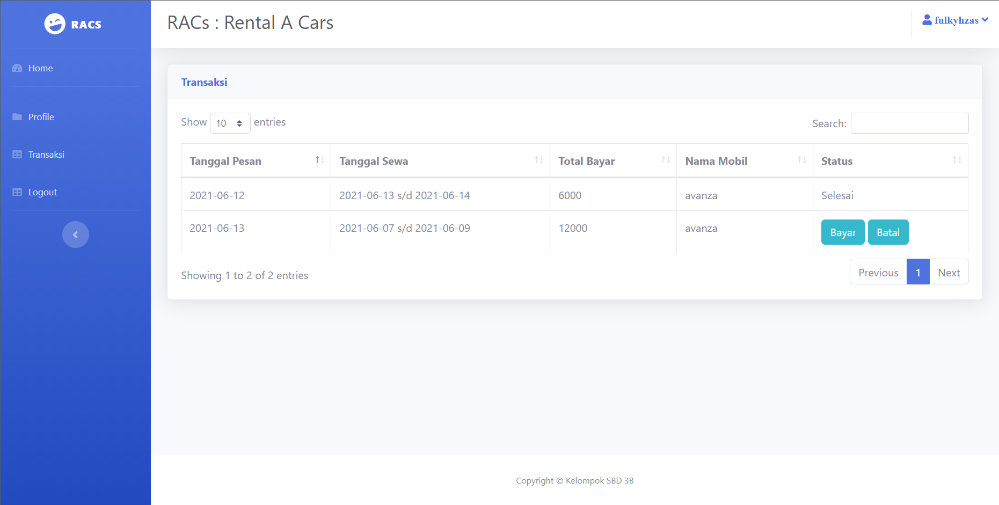 RACS
Home
Profile
Transaksi
Logout
RACs : Rental A Cars
fulkyhzas
Transaksi
Show 10 entries
Search:
Tanggal Pesan Tanggal Sewa Total Bayar Nama Mobil Status
2021-06-12 2021-06-13 s/d 2021-06-14 6000 avanza Selesai
2021-06-13 2021-06-07 s/d 2021-06-09 12000 avanza Bayar Batal
Showing 1 to 2 of 2 entries
Previous 1 Next
Copyright © Kelompok SBD 3B